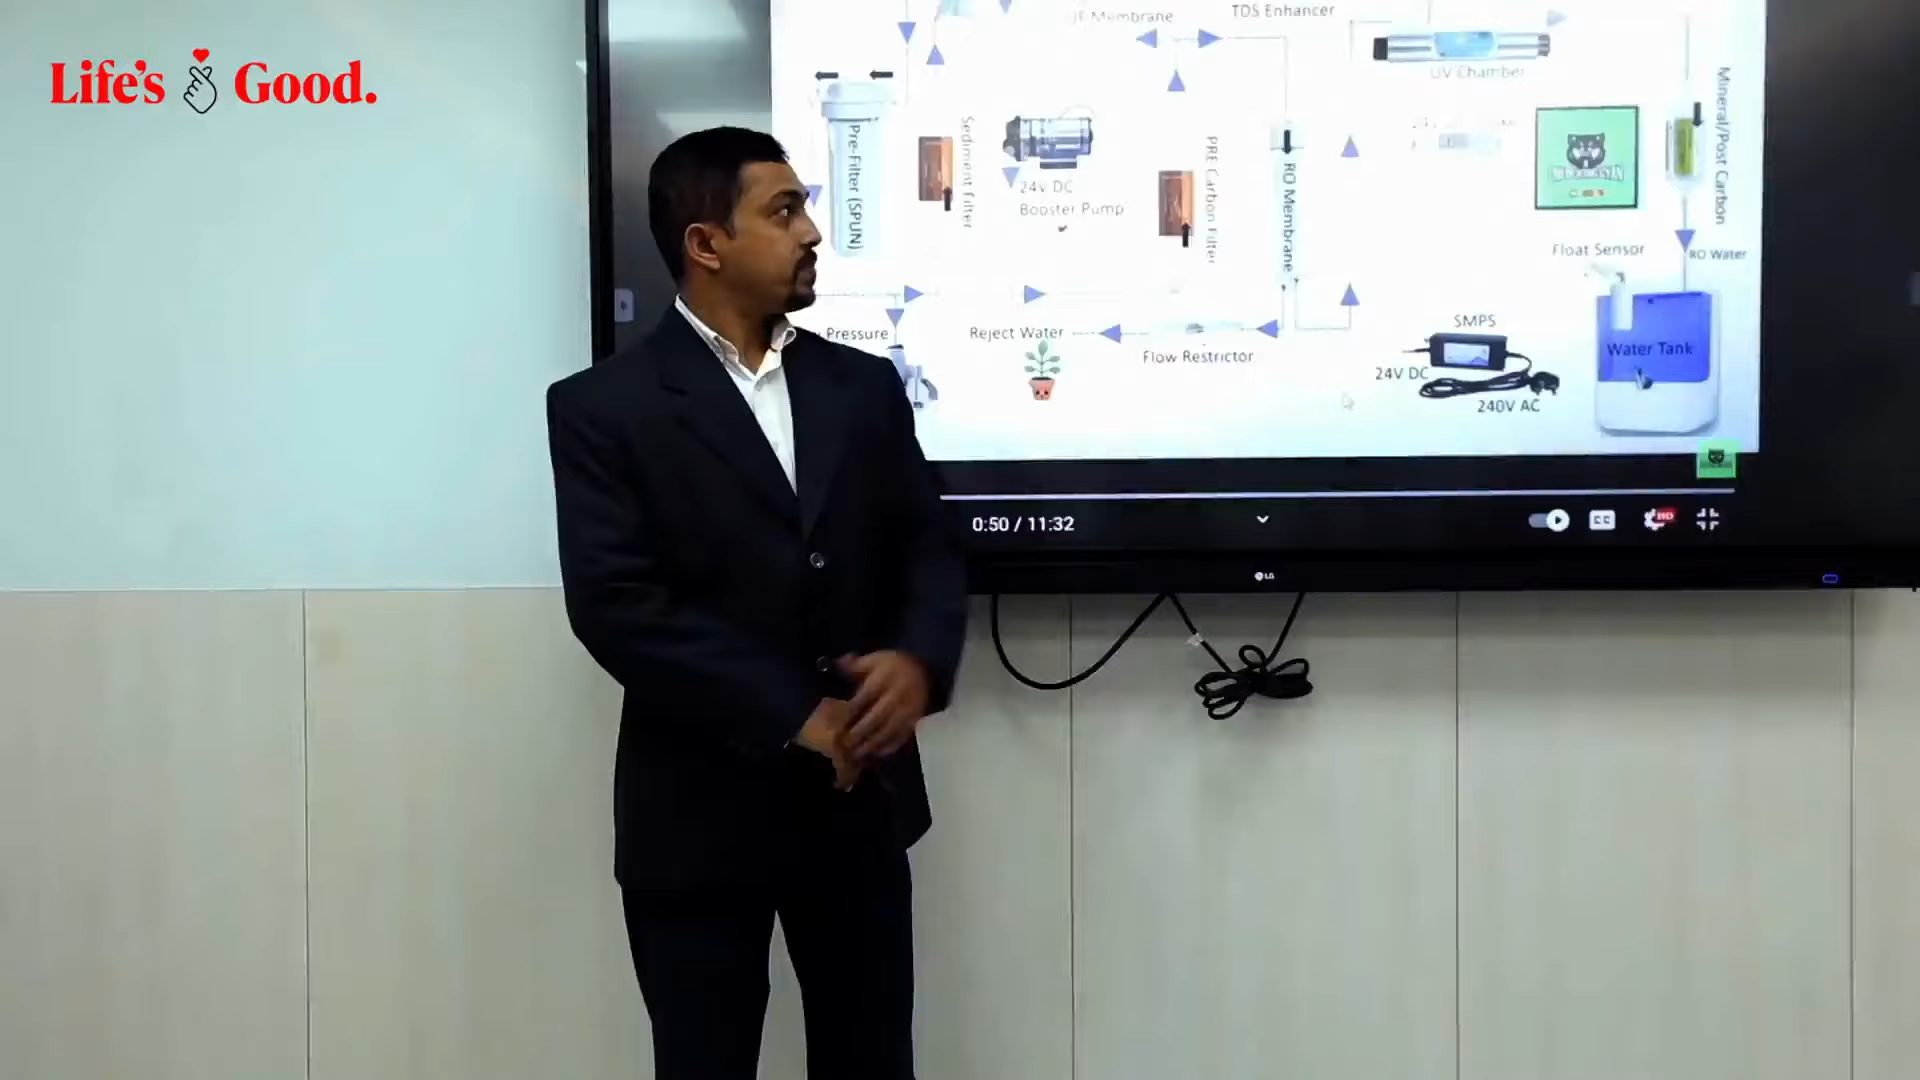 Life's Good.
UF Membrane
TDS Enhancer
UV Chamber
Pre-Filter (SPUN)
Sediment Filter
24V DC
Booster Pump
PRE Carbon Filter
RO Membrane
Mineral/Post Carbon
Float Sensor
RO Water
Pressure
Reject Water
Flow Restrictor
SMPS
24V DC
240V AC
Water Tank
0:50 / 11:32
CC
HD
LG